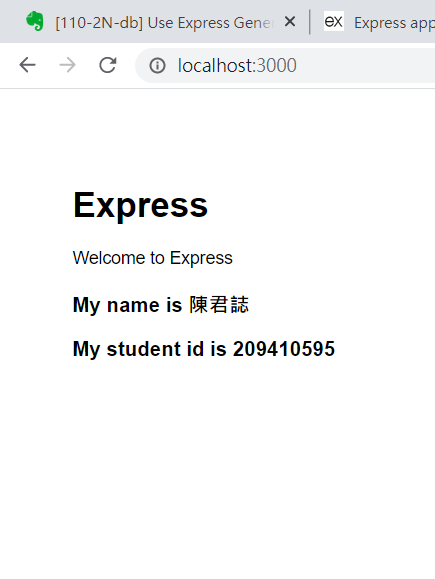 [110-2N-db] Use Express Gene
EX Express app
localhost:3000
Express
Welcome to Express
My name is 陳君誌
My student id is 209410595